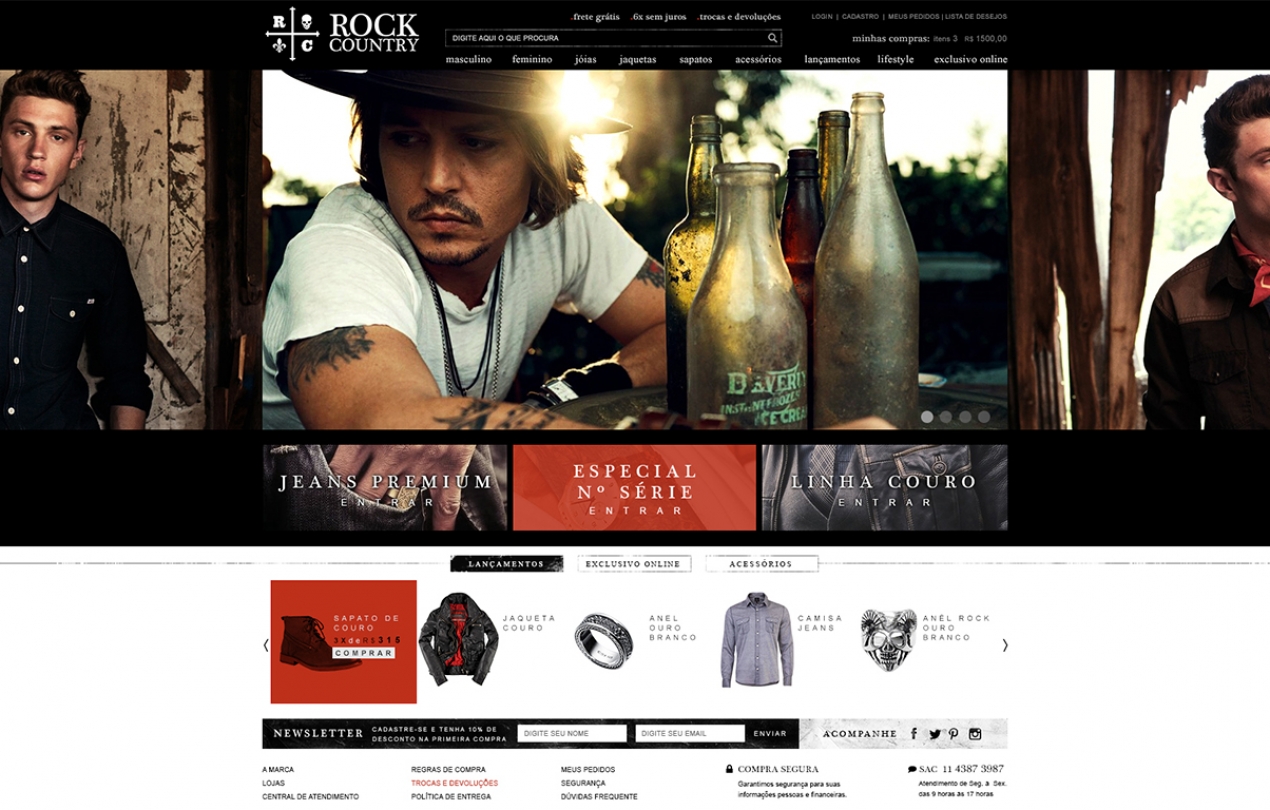 R
C
ROCK
COUNTRY
.frete grátis .6x sem juros .trocas e devoluções
LOGIN | CADASTRO | MEUS PEDIDOS | LISTA DE DESEJOS
DIGITE AQUI O QUE PROCURA
minhas compras: itens 3 R$ 1500,00
masculino feminino jóias jaquetas sapatos acessórios lançamentos lifestyle exclusivo online
ICE CREA
JEANS PREMIUM
ENTRAR
ESPECIAL
Nº SÉRIE
ENTRAR
LINHA COURO
ENTRAR
LANÇAMENTOS EXCLUSIVO ONLINE ACESSÓRIOS
SAPATO DE
COURO
3XdeR$315
COMPRAR
JAQUETA
COURO
ANEL
OURO
BRANCO
CAMISA
JEANS
ANÉL ROCK
OURO
BRANCO
NEWSLETTER
CADASTRE-SE E TENHA 10% DE
DESCONTO NA PRIMEIRA COMPRA
DIGITE SEU NOME
DIGITE SEU EMAIL
ENVIAR
ACOMPANHE
A MARCA
LOJAS
CENTRAL DE ATENDIMENTO
REGRAS DE COMPRA
TROCAS E DEVOLUÇÕES
POLÍTICA DE ENTREGA
MEUS PEDIDOS
SEGURANÇA
DÚVIDAS FREQUENTE
COMPRA SEGURA
Garantimos segurança para suas
informações pessoas e financeiras.
SAC 11 4387 3987
Atendimento de Seg. a Sex.
das 9 horas às 17 horas